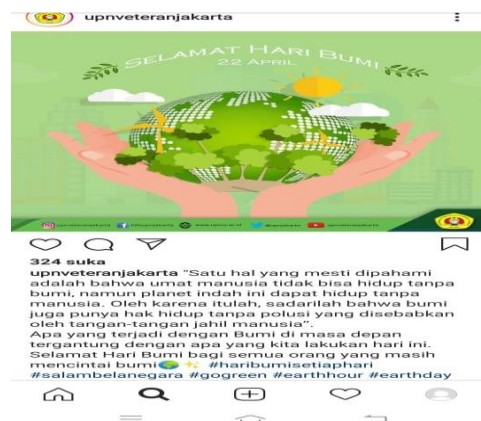 upnveteranjakarta
SELAMAT HARI BUMI
22 APRIL
324 suka
upnveteranjakarta "Satu hal yang mesti dipahami
adalah bahwa umat manusia tidak bisa hidup tanpa
bumi, namun planet indah ini dapat hidup tanpa
manusia. Oleh karena itulah, sadarilah bahwa bumi
juga punya hak hidup tanpa polusi yang disebabkan
oleh tangan-tangan jahil manusia".
Apa yang terjadi dengan Bumi di masa depan
tergantung dengan apa yang kita lakukan hari ini.
Selamat Hari Bumi bagi semua orang yang masih
mencintai bumi🌍✨ #haribumisetiaphari
#salambelanegara #gogreen #earthhour #earthday